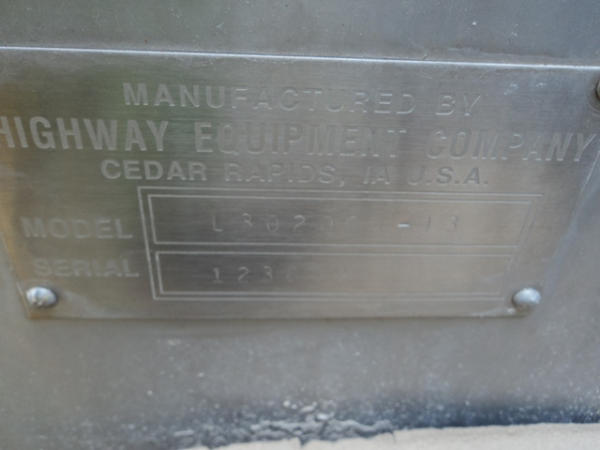 MANUFACTURED BY
HIGHWAY EQUIPMENT COMPANY
CEDAR RAPIDS, IA U.S.A.
MODEL
SERIAL